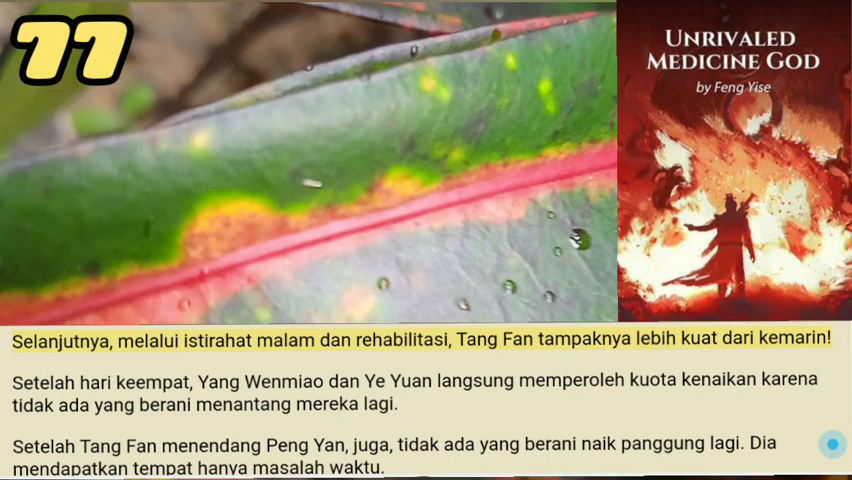 77
UNRIVALED
MEDICINE GOD
by Feng Yise
Selanjutnya, melalui istirahat malam dan rehabilitasi, Tang Fan tampaknya lebih kuat dari kemarin!
Setelah hari keempat, Yang Wenmiao dan Ye Yuan langsung memperoleh kuota kenaikan karena
tidak ada yang berani menantang mereka lagi.
Setelah Tang Fan menendang Peng Yan, juga, tidak ada yang berani naik panggung lagi. Dia
mendapatkan tempat hanya masalah waktu.